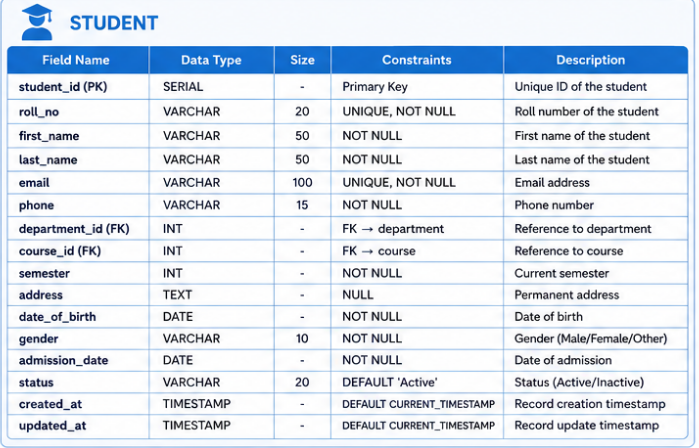 STUDENT
Field Name Data Type Size Constraints Description
student_id (PK) SERIAL - Primary Key Unique ID of the student
roll_no VARCHAR 20 UNIQUE, NOT NULL Roll number of the student
first_name VARCHAR 50 NOT NULL First name of the student
last_name VARCHAR 50 NOT NULL Last name of the student
email VARCHAR 100 UNIQUE, NOT NULL Email address
phone VARCHAR 15 NOT NULL Phone number
department_id (FK) INT - FK → department Reference to department
course_id (FK) INT - FK → course Reference to course
semester INT - NOT NULL Current semester
address TEXT - NULL Permanent address
date_of_birth DATE - NOT NULL Date of birth
gender VARCHAR 10 NOT NULL Gender (Male/Female/Other)
admission_date DATE - NOT NULL Date of admission
status VARCHAR 20 DEFAULT 'Active' Status (Active/Inactive)
created_at TIMESTAMP - DEFAULT CURRENT_TIMESTAMP Record creation timestamp
updated_at TIMESTAMP - DEFAULT CURRENT_TIMESTAMP Record update timestamp